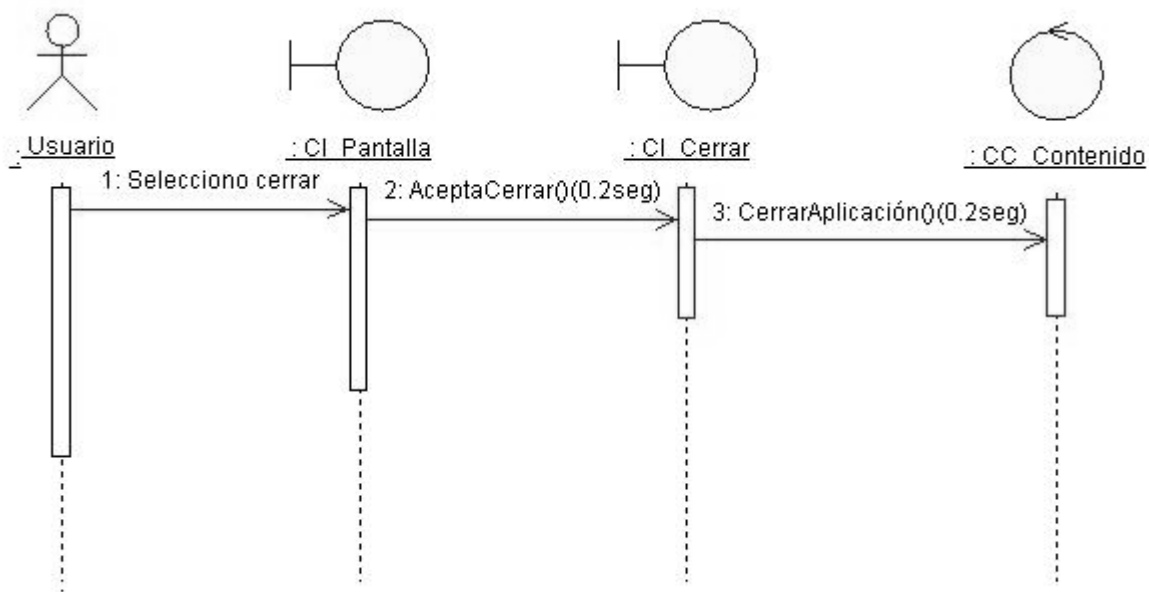 : Usuario
: CI_Pantalla
: CI_Cerrar
: CC_Contenido
1: Selecciono cerrar
2: AceptaCerrar()(0.2seg)
3: CerrarAplicación()(0.2seg)